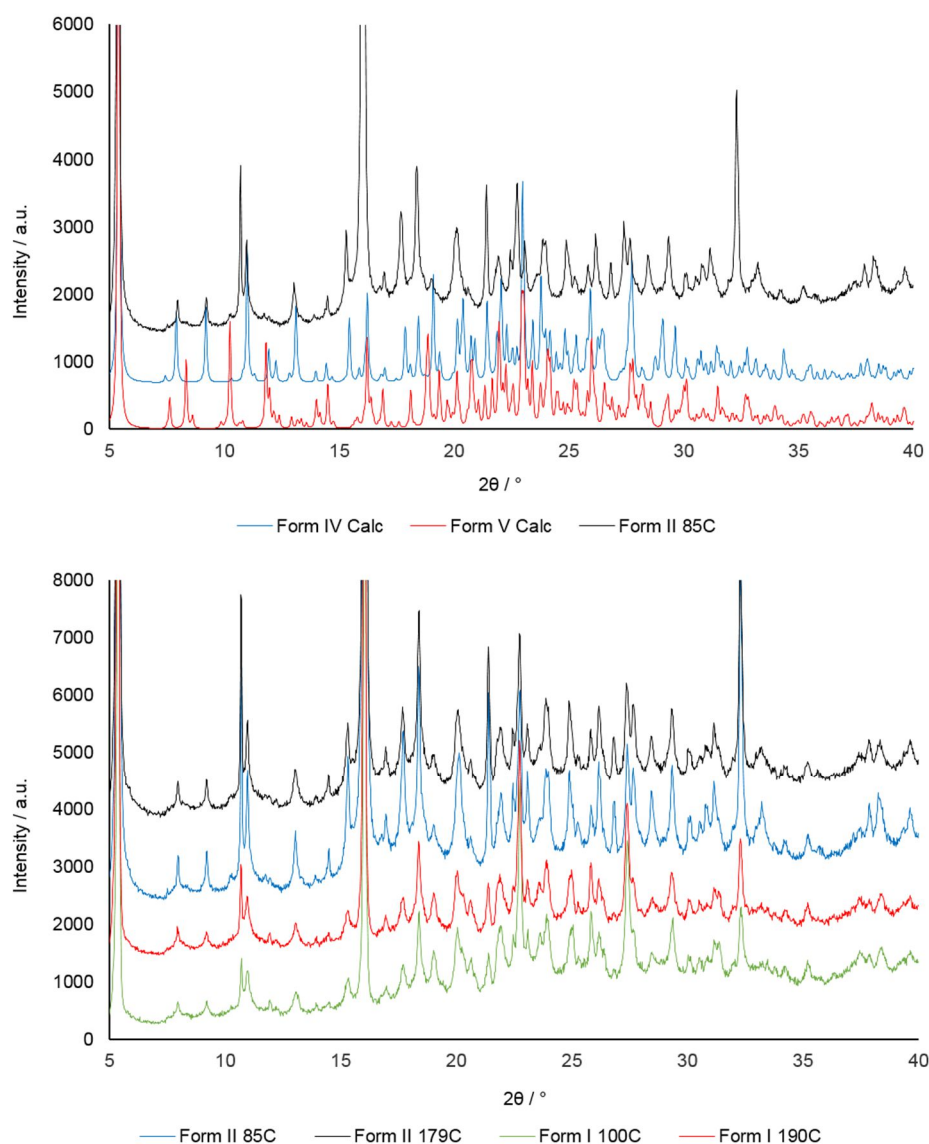 6000
5000
4000
3000
2000
1000
0
Intensity / a.u.
5 10 15 20 25 30 35 40
2θ / °
Form IV Calc Form V Calc Form II 85C
8000
7000
6000
5000
4000
3000
2000
1000
0
Intensity / a.u.
5 10 15 20 25 30 35 40
2θ / °
Form II 85C Form II 179C Form I 100C Form I 190C